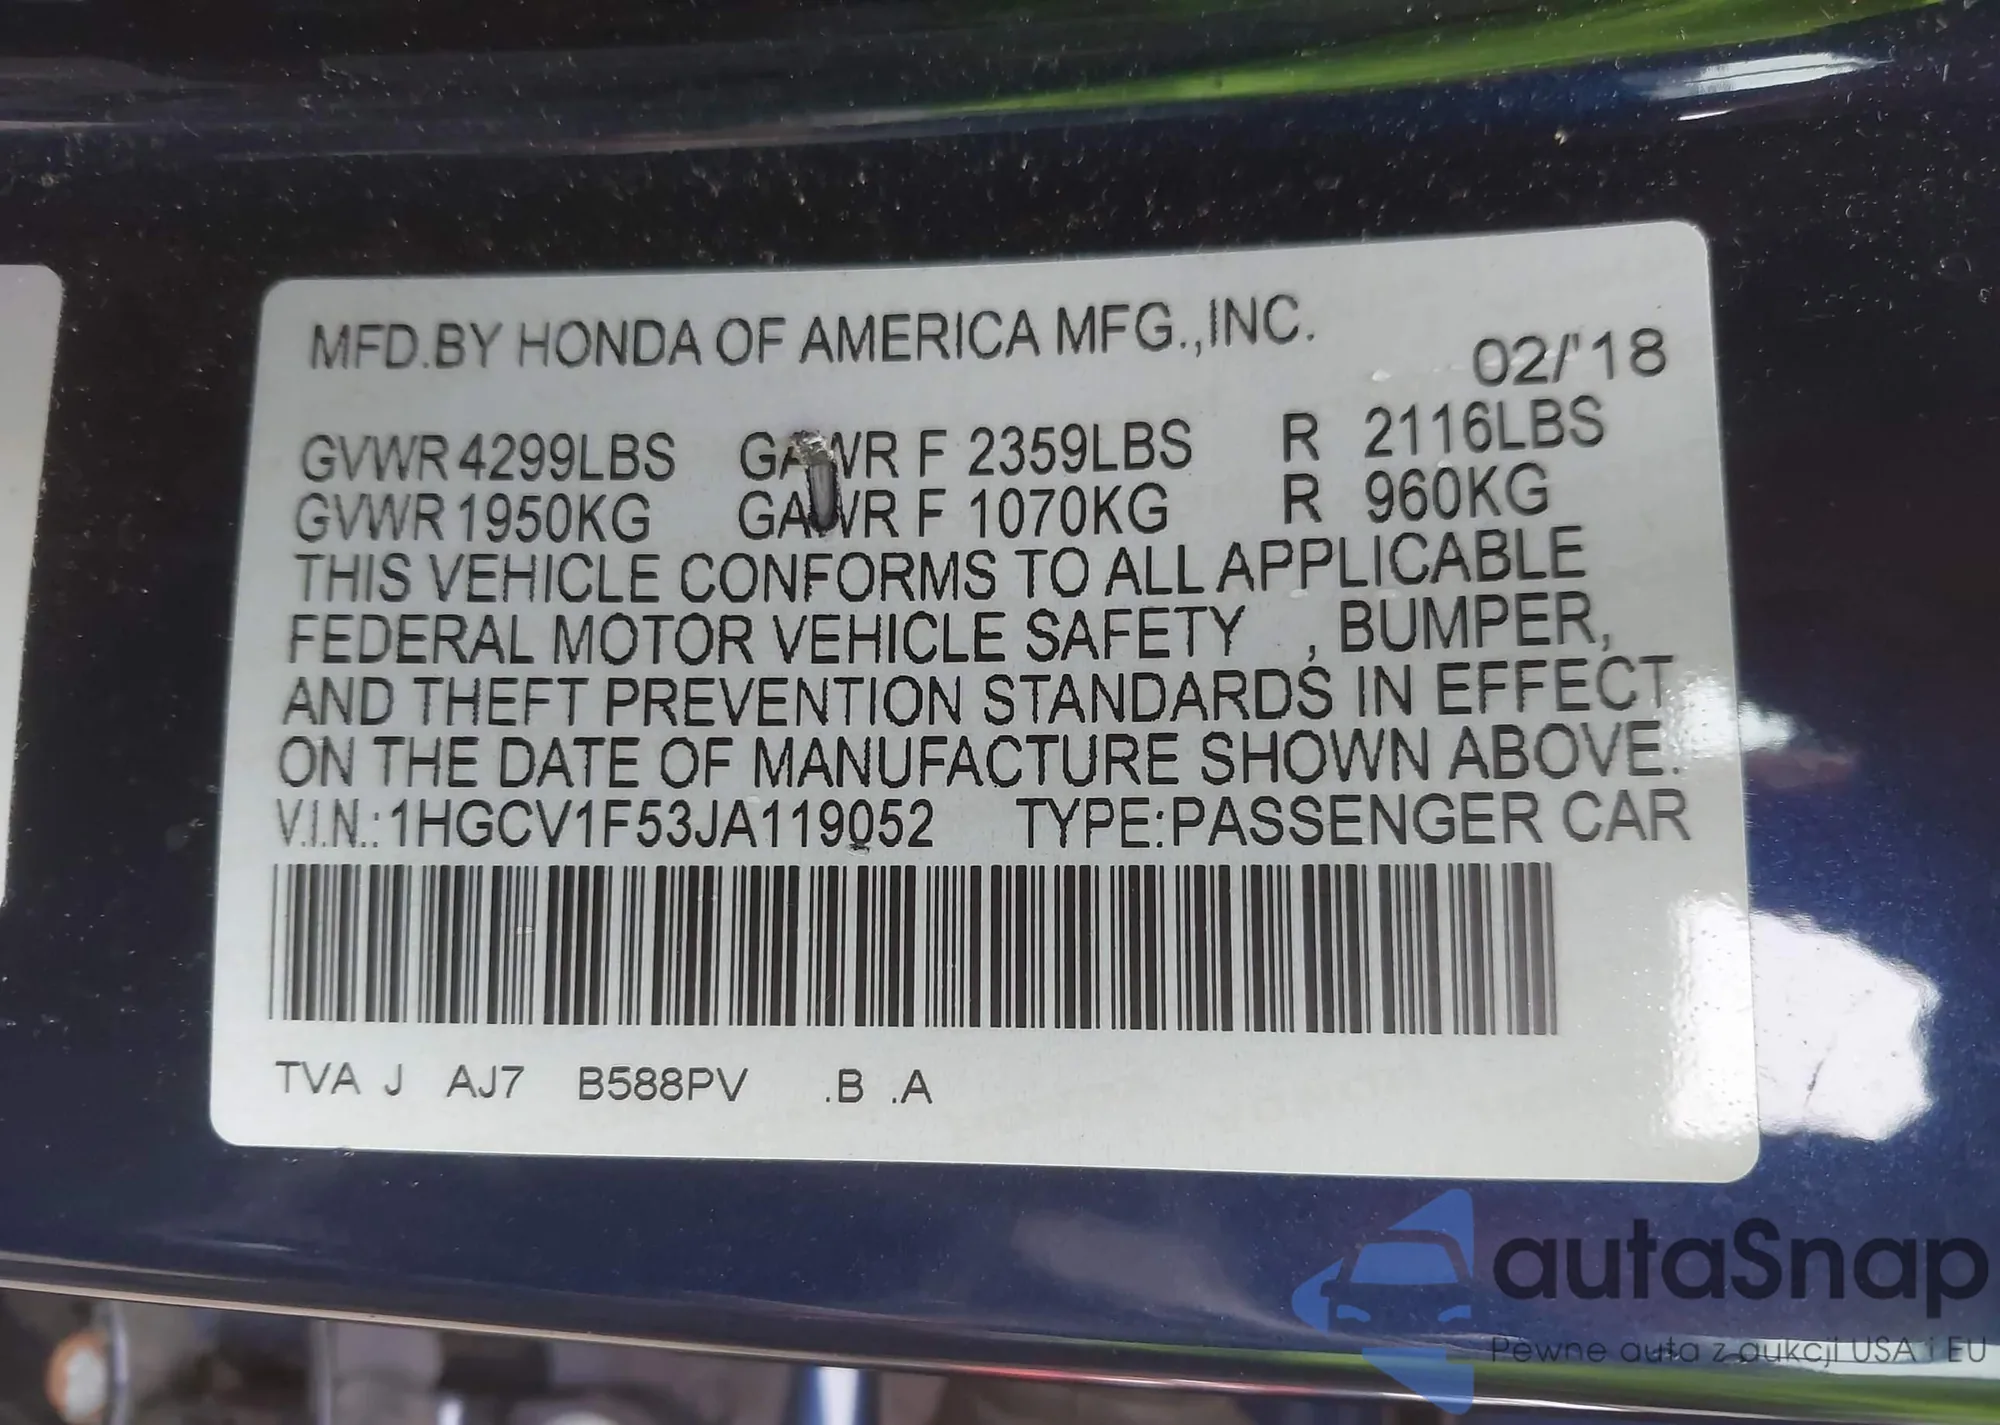 MFD.BY HONDA OF AMERICA MFG.,INC.
02/'18
GVWR 4299LBS GAWR F 2359LBS R 2116LBS
GVWR 1950KG GAWR F 1070KG R 960KG
THIS VEHICLE CONFORMS TO ALL APPLICABLE
FEDERAL MOTOR VEHICLE SAFETY , BUMPER,
AND THEFT PREVENTION STANDARDS IN EFFECT
ON THE DATE OF MANUFACTURE SHOWN ABOVE.
V.I.N.:1HGCV1F53JA119052 TYPE:PASSENGER CAR
TVA J AJ7 B588PV .B .A
autaSnap
Pewne auta z aukcji USA i EU